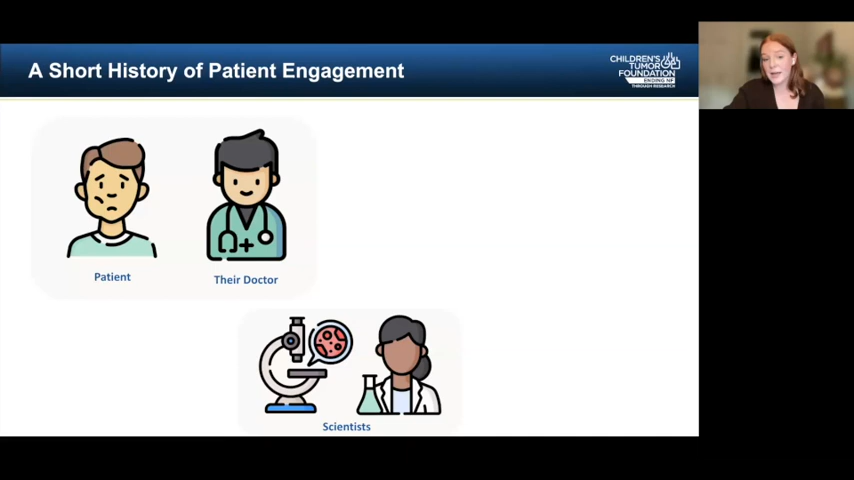 A Short History of Patient Engagement
CHILDREN'S
TUMOR
FOUNDATION
ENDING NF
THROUGH RESEARCH
Patient
Their Doctor
Scientists